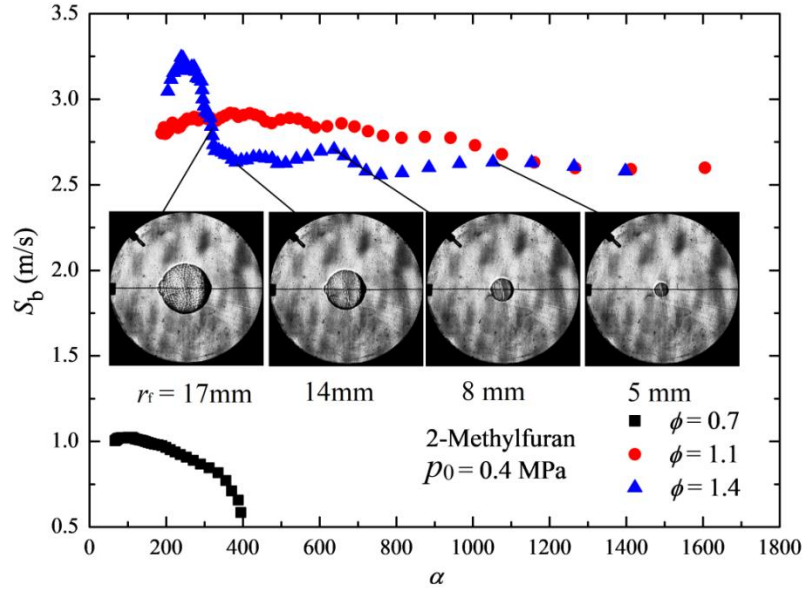 3.5
3.0
2.5
2.0
1.5
1.0
0.5
S_b (m/s)
r_f = 17mm
14mm
8 mm
5 mm
2-Methylfuran
p_0 = 0.4 MPa
ϕ = 0.7
ϕ = 1.1
ϕ = 1.4
0 200 400 600 800 1000 1200 1400 1600 1800
α